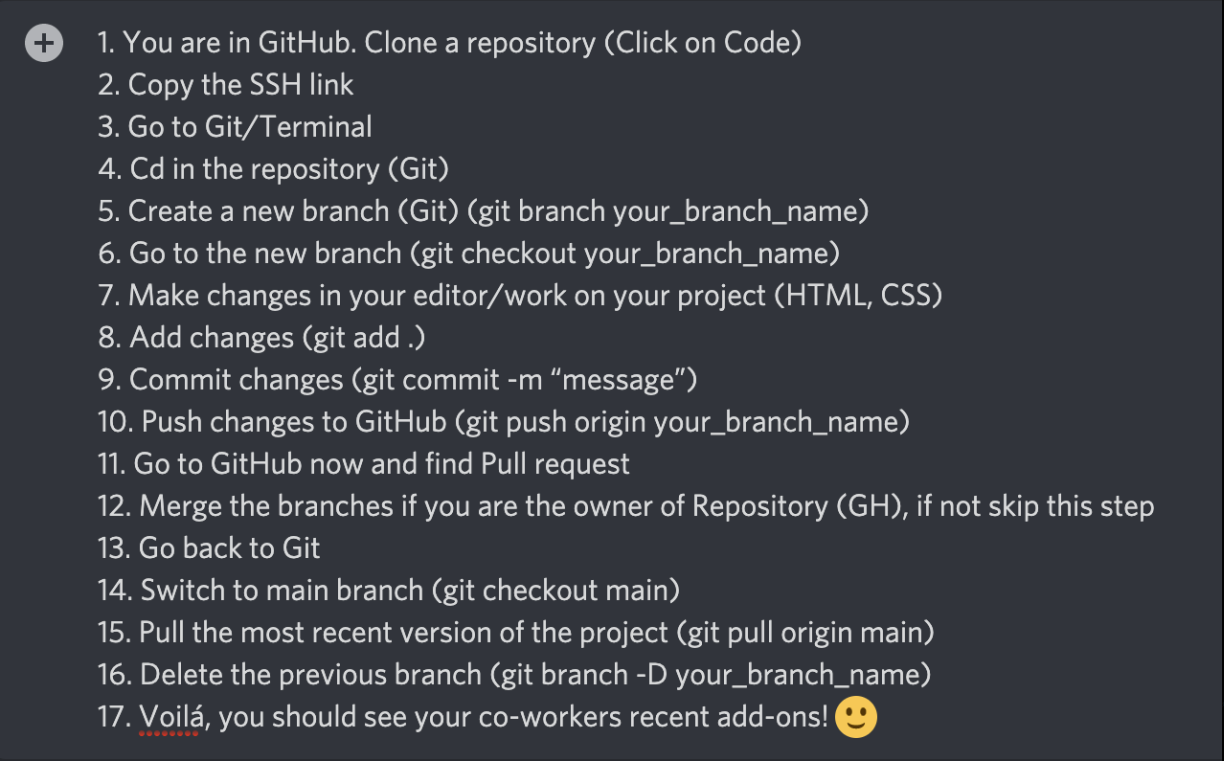 1. You are in GitHub. Clone a repository (Click on Code)
2. Copy the SSH link
3. Go to Git/Terminal
4. Cd in the repository (Git)
5. Create a new branch (Git) (git branch your_branch_name)
6. Go to the new branch (git checkout your_branch_name)
7. Make changes in your editor/work on your project (HTML, CSS)
8. Add changes (git add .)
9. Commit changes (git commit -m “message”)
10. Push changes to GitHub (git push origin your_branch_name)
11. Go to GitHub now and find Pull request
12. Merge the branches if you are the owner of Repository (GH), if not skip this step
13. Go back to Git
14. Switch to main branch (git checkout main)
15. Pull the most recent version of the project (git pull origin main)
16. Delete the previous branch (git branch -D your_branch_name)
17. Voilá, you should see your co-workers recent add-ons! 🙂